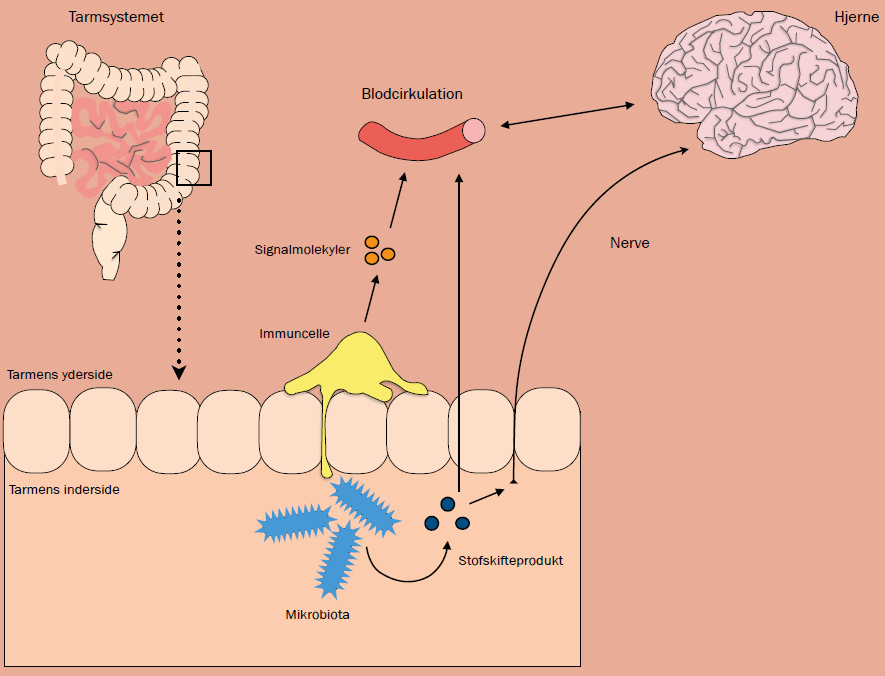 Tarmsystemet
Hjerne
Blodcirkulation
Nerve
Signalmolekyler
Immuncelle
Tarmens yderside
Tarmens inderside
Stofskifteprodukt
Mikrobiota